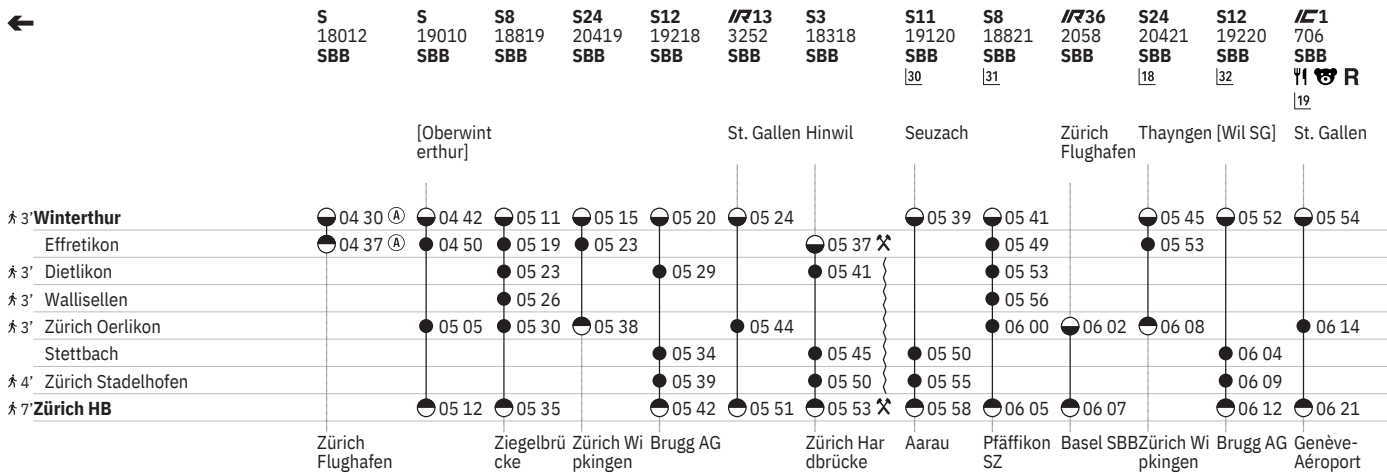 S S S8 S24 S12 IR13 S3 S11 S8 IR36 S24 S12 IC1
18012 19010 18819 20419 19218 3252 18318 19120 18821 2058 20421 19220 706
SBB SBB SBB SBB SBB SBB SBB SBB SBB SBB SBB SBB SBB
30 31 18 32 R
19
[Oberwint St. Gallen Hinwil Seuzach Zürich Thayngen [Wil SG] St. Gallen
erthur] Flughafen
3' Winterthur 04 30 A 04 42 05 11 05 15 05 20 05 24 05 39 05 41 05 45 05 52 05 54
Effretikon 04 37 A 04 50 05 19 05 23 05 37 05 49 05 53
3' Dietlikon 05 23 05 29 05 41 05 53
3' Wallisellen 05 26 05 56
3' Zürich Oerlikon 05 05 05 30 05 38 05 44 06 00 06 02 06 08 06 14
Stettbach 05 34 05 45 05 50 06 04
4' Zürich Stadelhofen 05 39 05 50 05 55 06 09
7' Zürich HB 05 12 05 35 05 42 05 51 05 53 05 58 06 05 06 07 06 12 06 21
Zürich Ziegelbrü Zürich Wi Brugg AG Zürich Har Aarau Pfäffikon Basel SBB Zürich Wi Brugg AG Genève-
Flughafen cke pkingen dbrücke SZ pkingen Aéroport